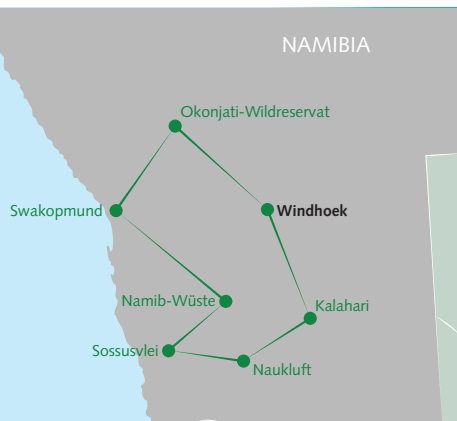 NAMIBIA
Okonjati-Wildreservat
Swakopmund
Windhoek
Namib-Wüste
Kalahari
Sossusvlei
Naukluft